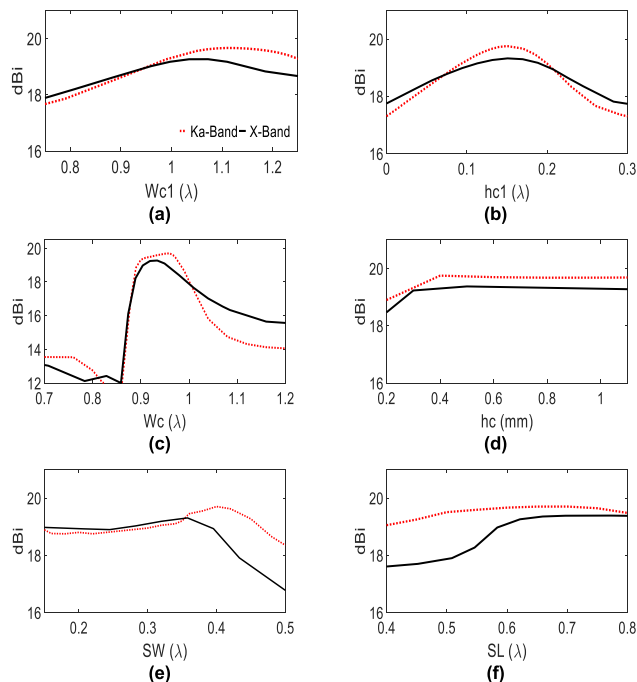 21
20
18
16
dBi
0.8
0.9
1
1.1
1.2
Ka-Band X-Band
Wc1 (λ)
(a)
20
18
16
dBi
0
0.1
0.2
0.3
hc1 (λ)
(b)
20
18
16
14
12
dBi
0.7
0.8
0.9
1.0
1.1
1.2
Wc (λ)
(c)
20
18
16
dBi
0.2
0.4
0.6
0.8
1
hc (mm)
(d)
20
18
16
dBi
0.2
0.3
0.4
0.5
SW (λ)
(e)
20
18
16
dBi
0.4
0.5
0.6
0.7
0.8
SL (λ)
(f)